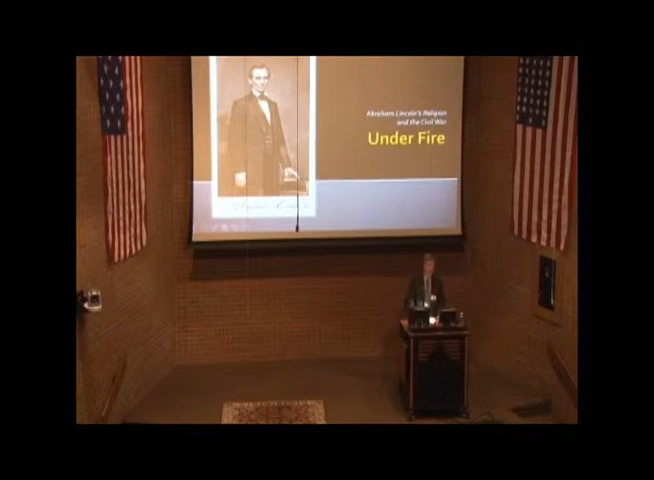 Abraham Lincoln's Religion
and the Civil War
Under Fire